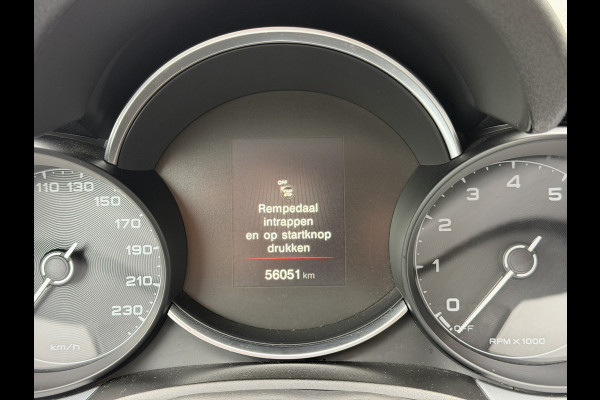 OFF
Rempedaal
intrappen
en op startknop
drukken
56051 km
110 130
150
170
190
210
230
km/h
0
1
2
3
4
5
OFF
RPM X 1000